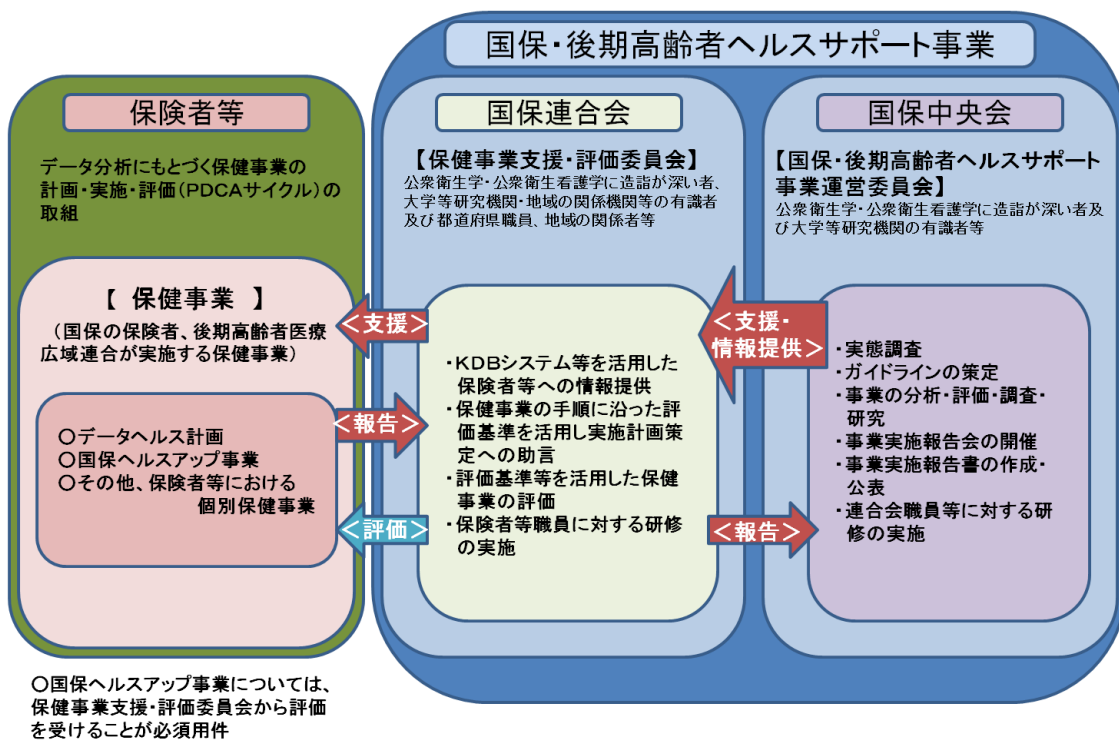 国保・後期高齢者ヘルスサポート事業
保険者等
データ分析にもとづく保健事業の
計画・実施・評価(PDCAサイクル)の
取組
【 保健事業 】
(国保の保険者、後期高齢者医療
広域連合が実施する保健事業)
○データヘルス計画
○国保ヘルスアップ事業
○その他、保険者等における
個別保健事業
○国保ヘルスアップ事業については、
保健事業支援・評価委員会から評価
を受けることが必須用件
<支援>
<報告>
<評価>
国保連合会
【保健事業支援・評価委員会】
公衆衛生学・公衆衛生看護学に造詣が深い者、
大学等研究機関・地域の関係機関等の有識者
及び都道府県職員、地域の関係者等
・KDBシステム等を活用した
保険者等への情報提供
・保健事業の手順に沿った評
価基準を活用し実施計画策
定への助言
・評価基準等を活用した保健
事業の評価
・保険者等職員に対する研修
の実施
<支援・
情報提供>
<報告>
国保中央会
【国保・後期高齢者ヘルスサポート
事業運営委員会】
公衆衛生学・公衆衛生看護学に造詣が深い者及
び大学等研究機関の有識者等
・実態調査
・ガイドラインの策定
・事業の分析・評価・調査・
研究
・事業実施報告会の開催
・事業実施報告書の作成・
公表
・連合会職員等に対する研
修の実施